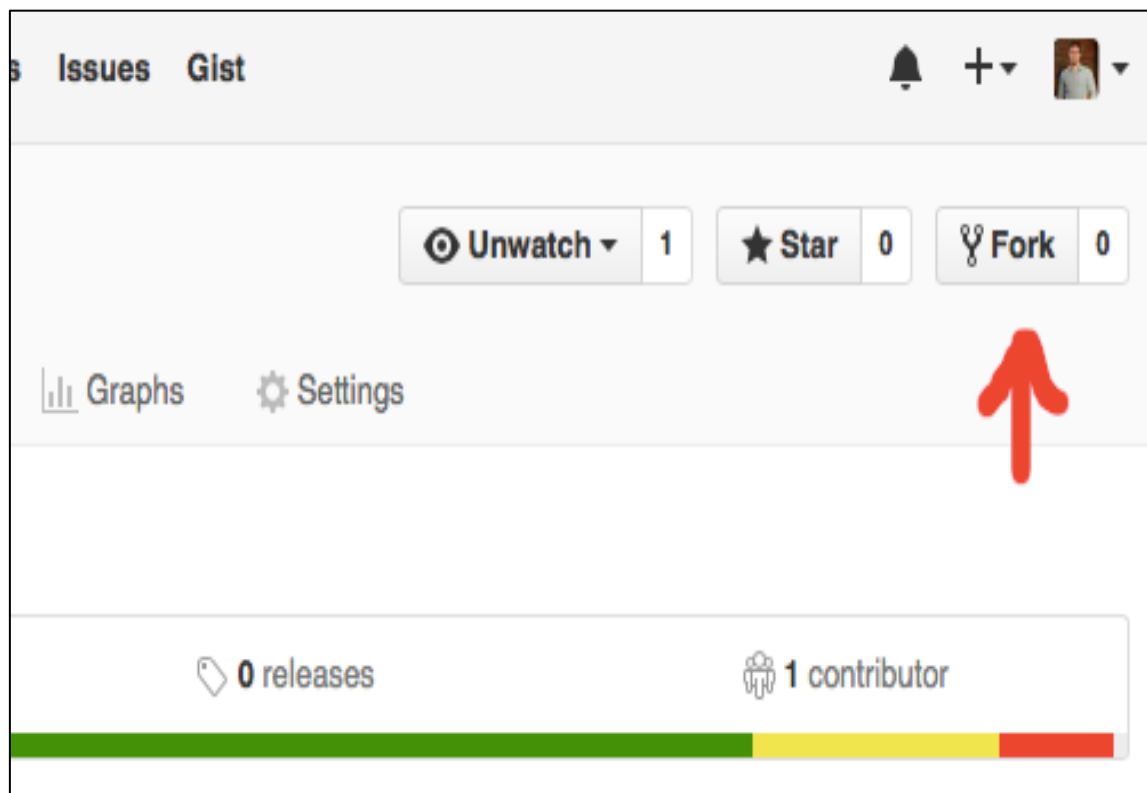 s Issues Gist
Unwatch 1 Star 0 Fork 0
Graphs Settings
0 releases 1 contributor